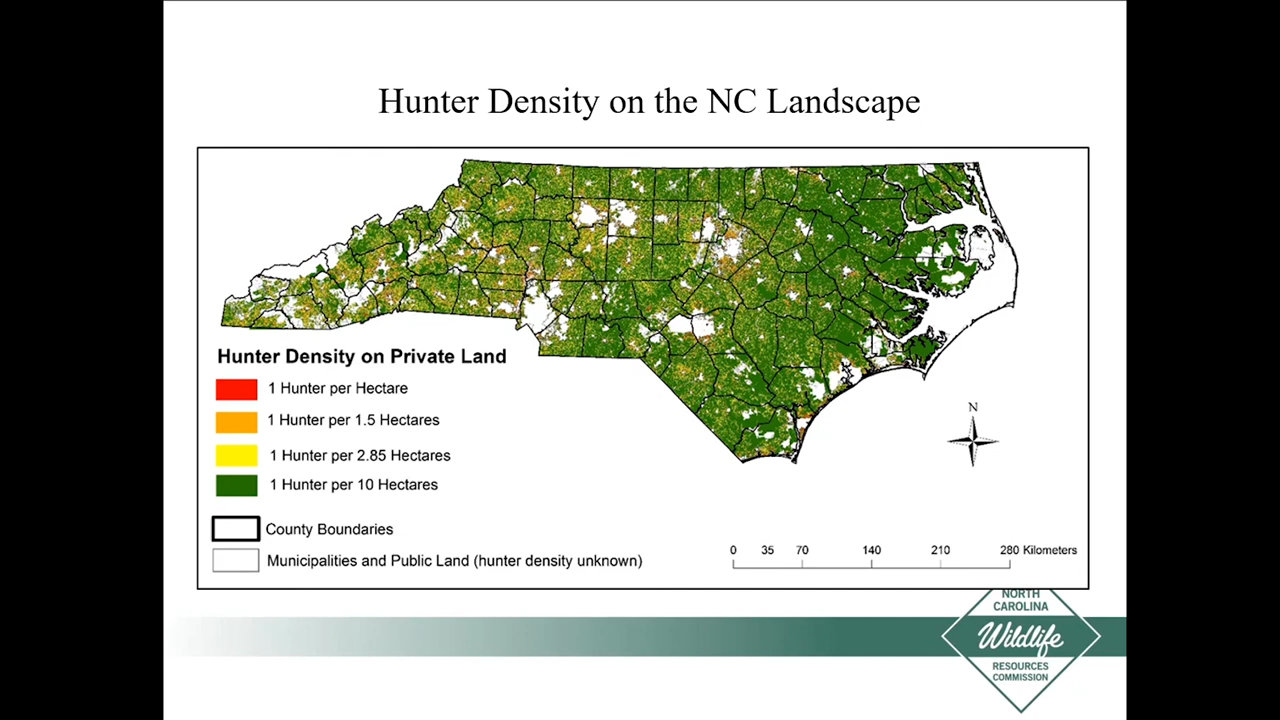 Hunter Density on the NC Landscape
Hunter Density on Private Land
1 Hunter per Hectare
1 Hunter per 1.5 Hectares
1 Hunter per 2.85 Hectares
1 Hunter per 10 Hectares
County Boundaries
Municipalities and Public Land (hunter density unknown)
N
0 35 70 140 210 280 Kilometers
NORTH
CAROLINA
Wildlife
RESOURCES
COMMISSION